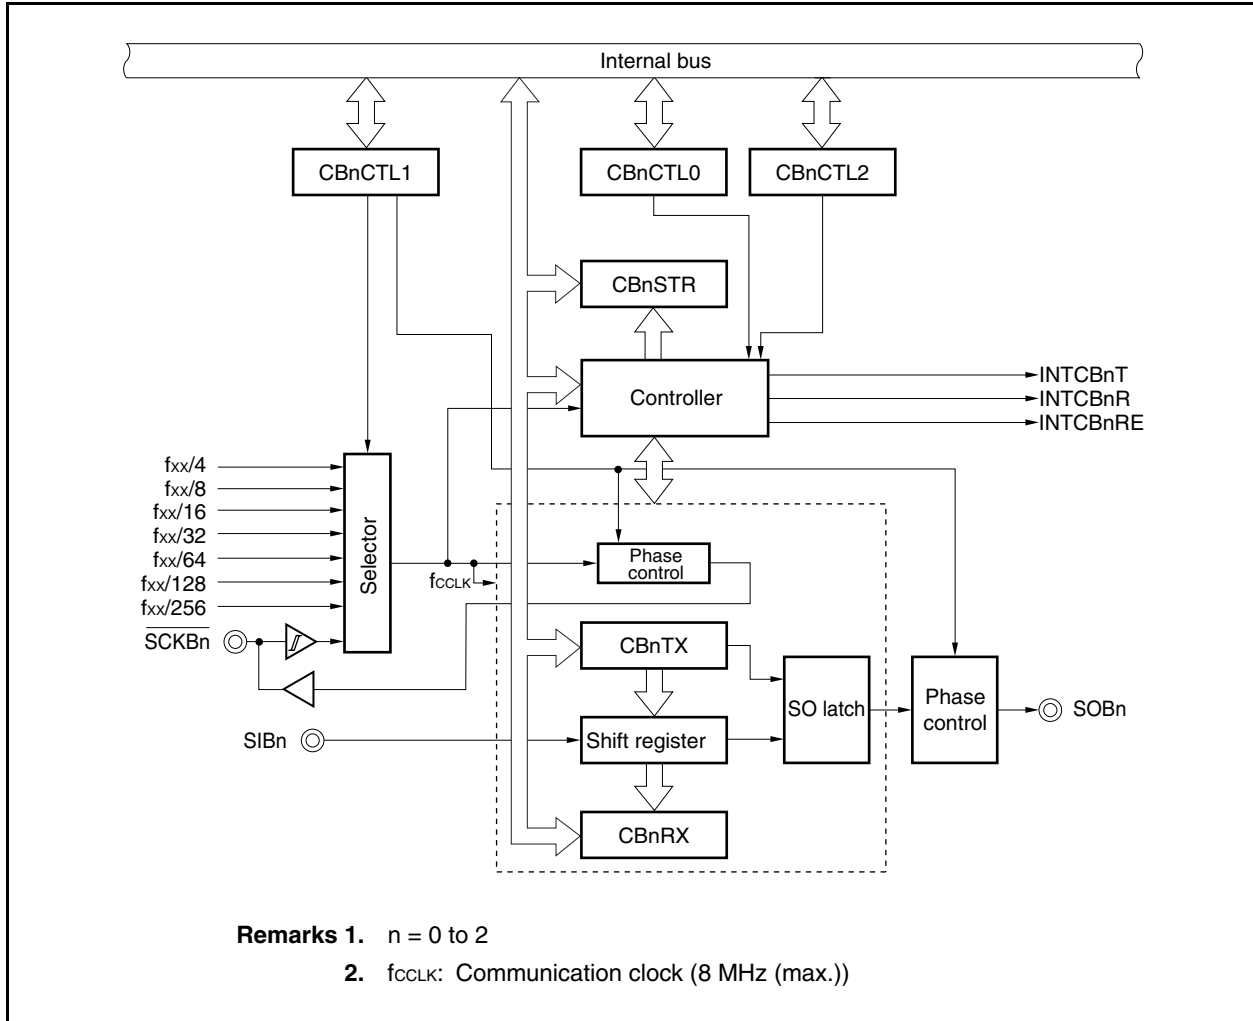 Internal bus
CBnCTL1
CBnCTL0
CBnCTL2
CBnSTR
Controller
INTCBnT
INTCBnR
INTCBnRE
fxx/4
fxx/8
fxx/16
fxx/32
fxx/64
fxx/128
fxx/256
SCKBn
Selector
fCCLK
Phase
control
CBnTX
SO latch
Phase
control
SOBn
SIBn
Shift register
CBnRX
Remarks 1. n = 0 to 2
2. fCCLK: Communication clock (8 MHz (max.))